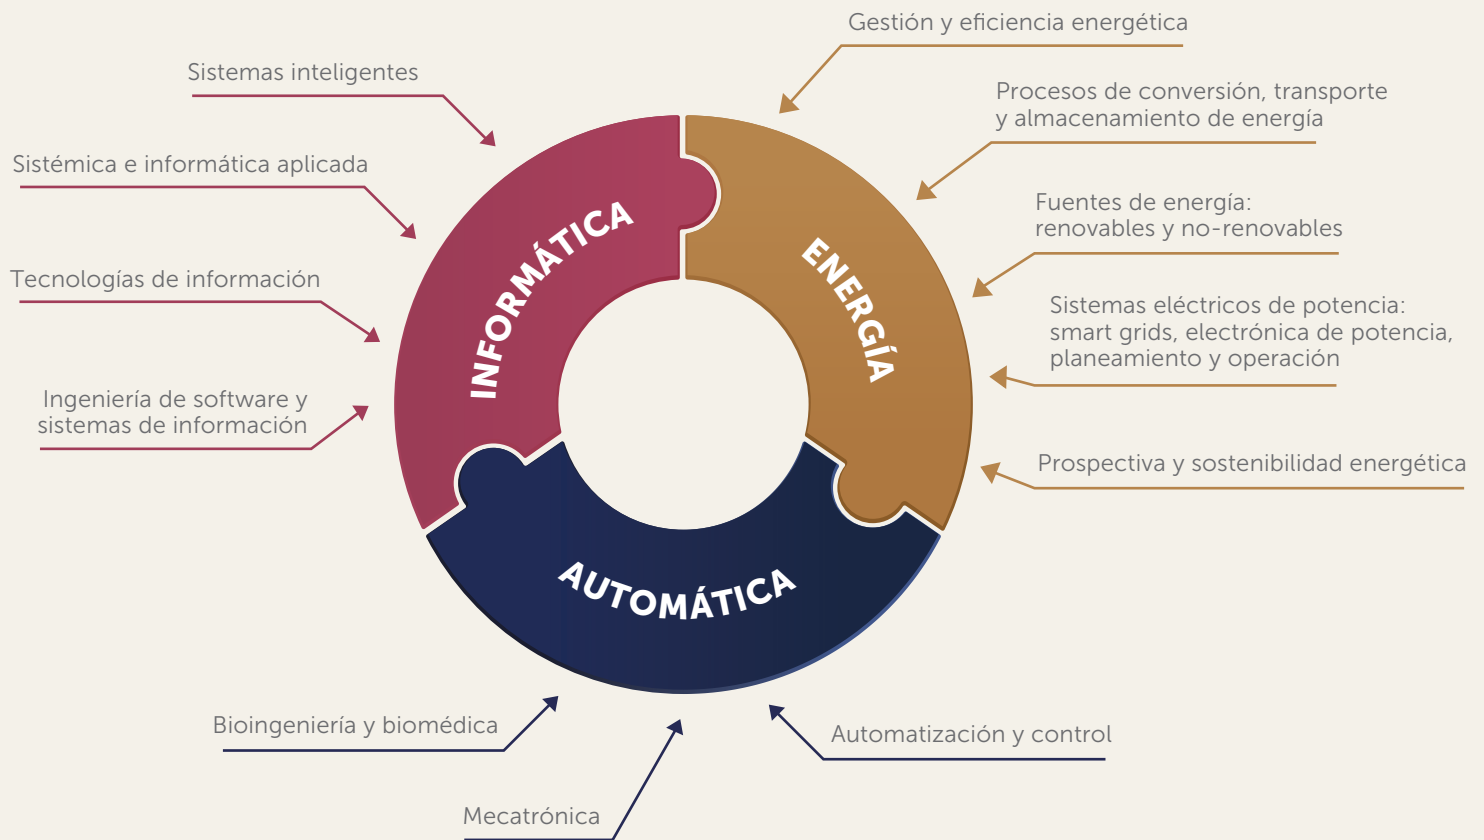 Gestión y eficiencia energética
Sistemas inteligentes
Procesos de conversión, transporte
y almacenamiento de energía
Sistémica e informática aplicada
Fuentes de energía:
renovables y no-renovables
INFORMÁTICA
ENERGÍA
Tecnologías de información
Sistemas eléctricos de potencia:
smart grids, electrónica de potencia,
planeamiento y operación
Ingeniería de software y
sistemas de información
Prospectiva y sostenibilidad energética
AUTOMÁTICA
Bioingeniería y biomédica
Automatización y control
Mecatrónica